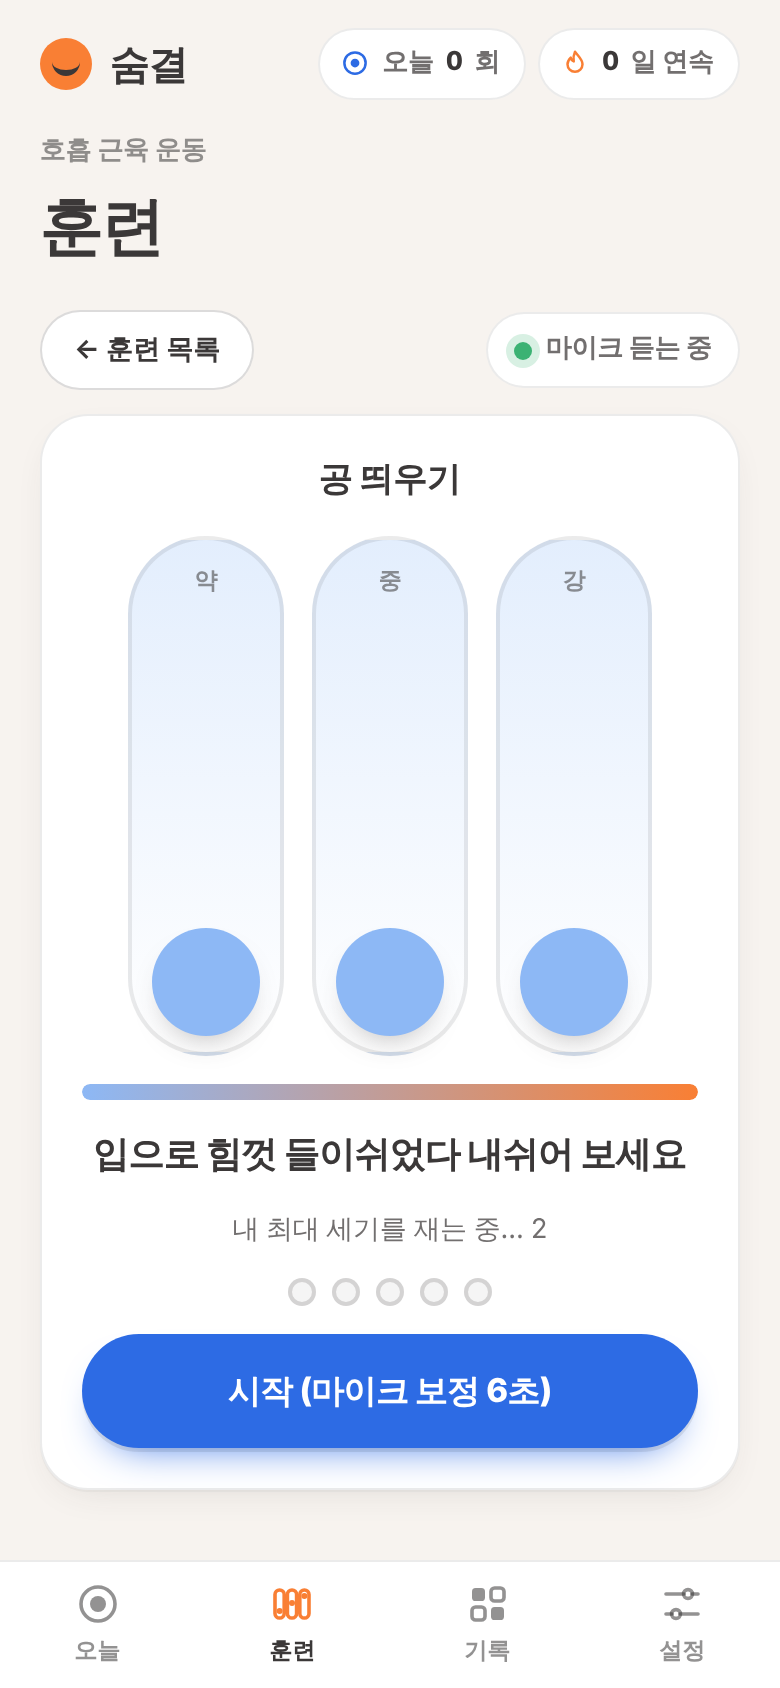 숨결
오늘 0 회
0 일 연속
호흡 근육 운동
훈련
← 훈련 목록
마이크 듣는 중
공 띄우기
약 중 강
입으로 힘껏 들이쉬었다 내쉬어 보세요
내 최대 세기를 재는 중... 2
시작 (마이크 보정 6초)
오늘 훈련 기록 설정